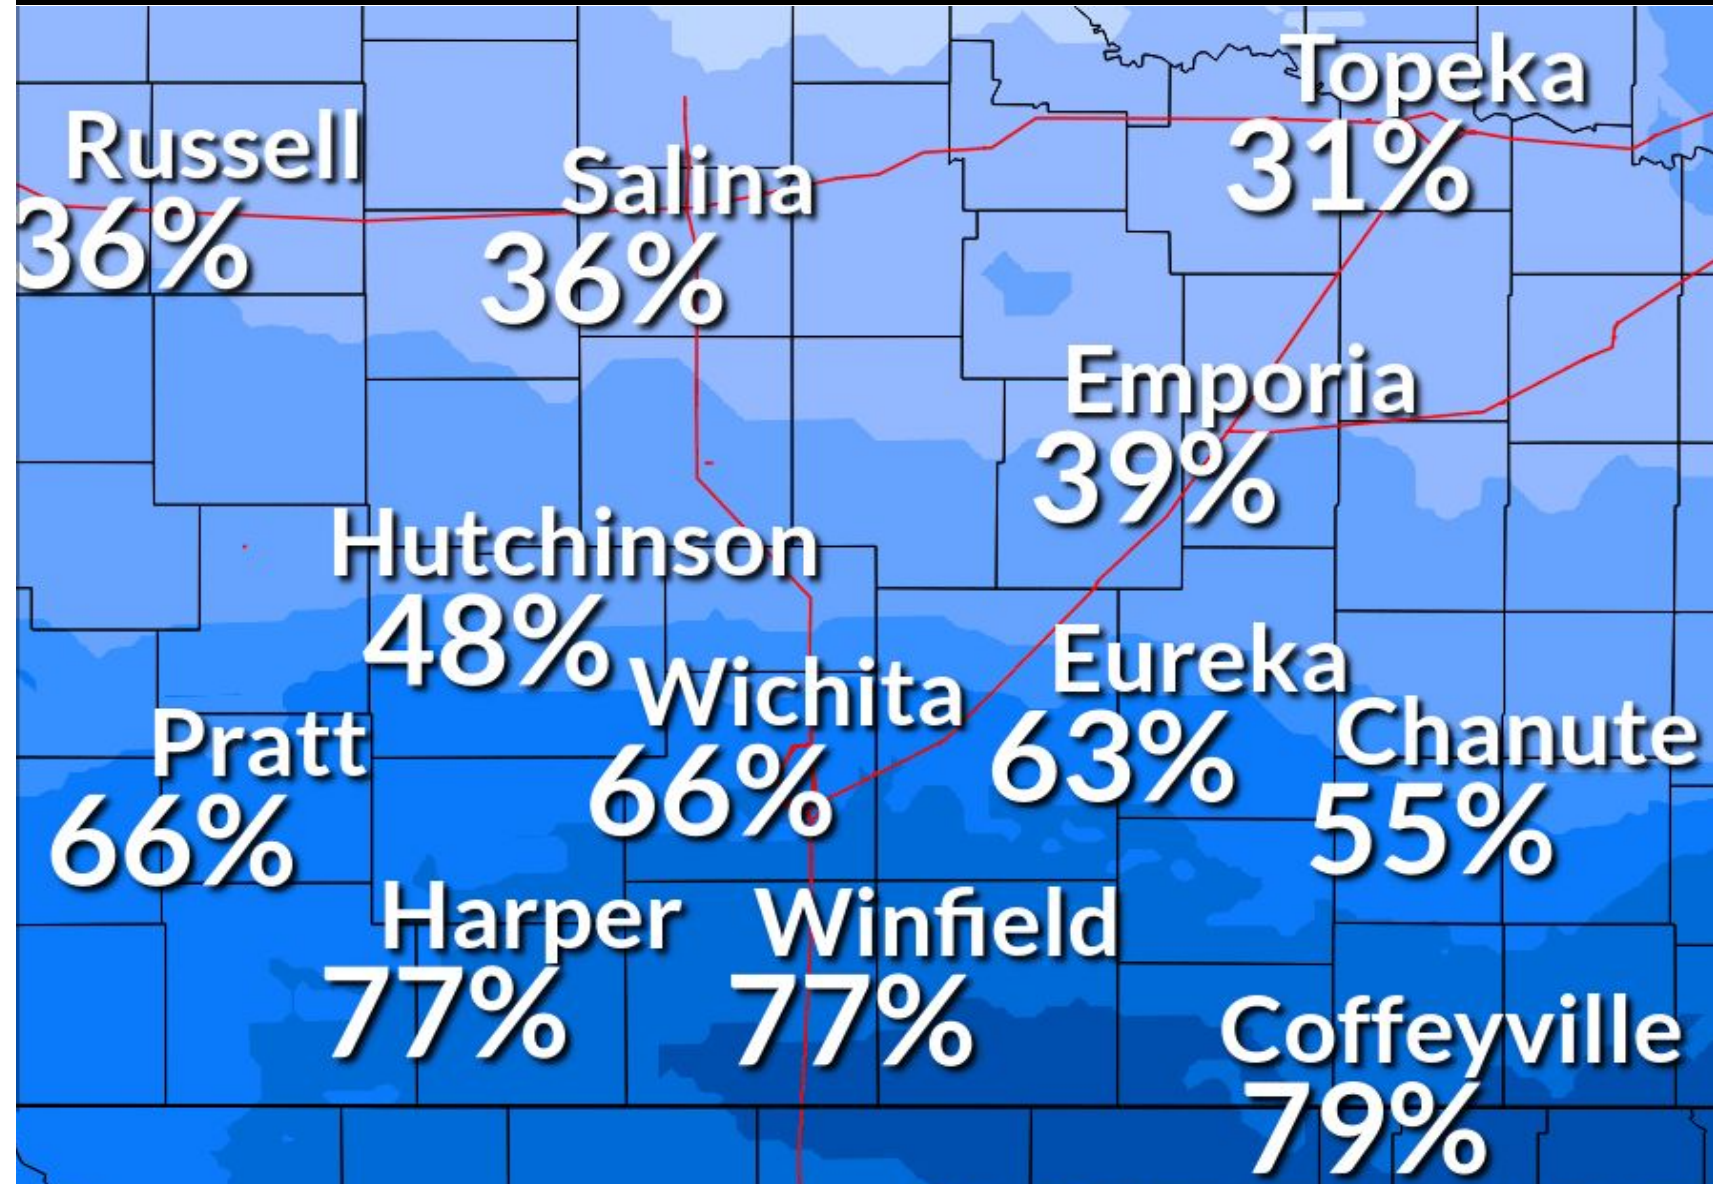 Topeka
31%
Russell
36%
Salina
36%
Emporia
39%
Hutchinson
48%
Wichita
66%
Eureka
63%
Chanute
55%
Pratt
66%
Harper
77%
Winfield
77%
Coffeyville
79%